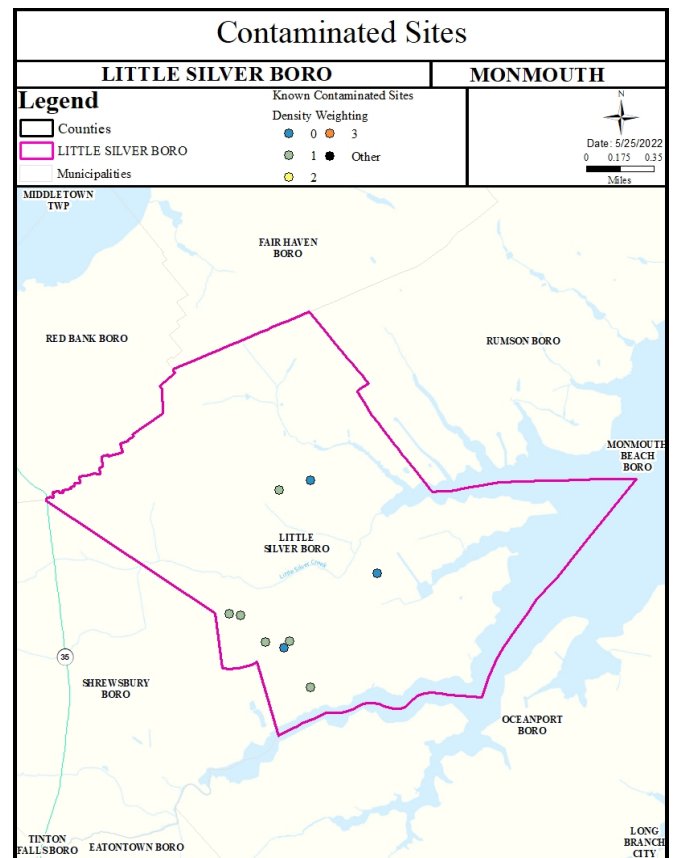 Contaminated Sites
LITTLE SILVER BORO
MONMOUTH
Legend
Counties
LITTLE SILVER BORO
Municipalities
Known Contaminated Sites
Density Weighting
0 3
1 Other
2
N
Date: 5/25/2022
0 0.175 0.35
Miles
MIDDLETOWN
TWP
FAIR HAVEN
BORO
RED BANK BORO
RUMSON BORO
MONMOUTH
BEACH
BORO
LITTLE
SILVER BORO
Little Silver Creek
35
SHREWSBURY
BORO
OCEANPORT
BORO
TINTON
FALLS BORO
EATONTOWN BORO
LONG
BRANCH
CITY